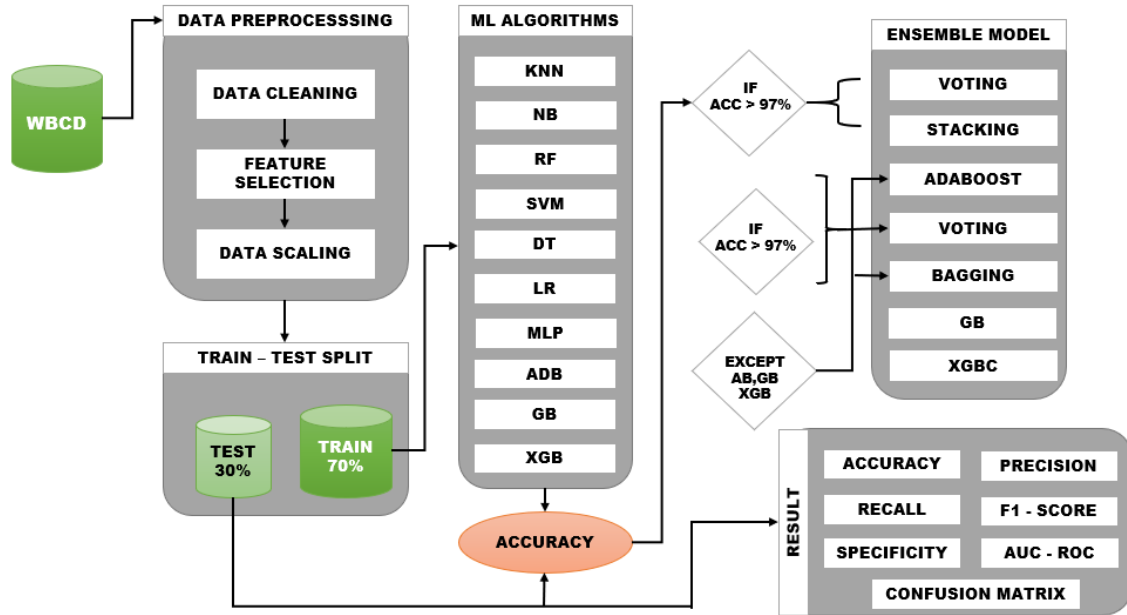 WBCD
DATA PREPROCESSSING
DATA CLEANING
FEATURE
SELECTION
DATA SCALING
TRAIN – TEST SPLIT
TEST
30%
TRAIN
70%
ML ALGORITHMS
KNN
NB
RF
SVM
DT
LR
MLP
ADB
GB
XGB
ACCURACY
IF
ACC > 97%
IF
ACC > 97%
EXCEPT
AB,GB
XGB
ENSEMBLE MODEL
VOTING
STACKING
ADABOOST
VOTING
BAGGING
GB
XGBC
RESULT
ACCURACY
PRECISION
RECALL
F1 - SCORE
SPECIFICITY
AUC - ROC
CONFUSION MATRIX